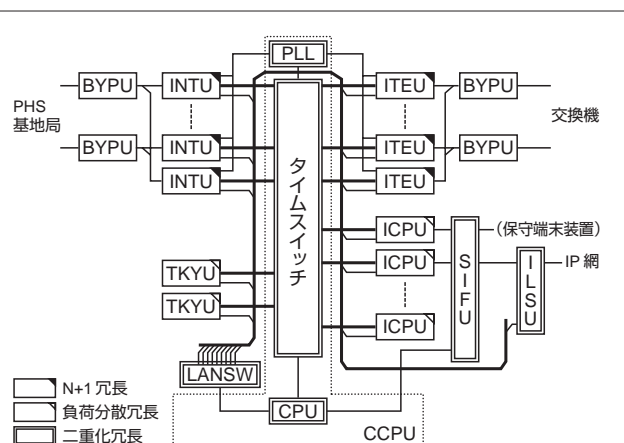 PLL
BYPU
INTU
ITEU
BYPU
PHS
基地局
交換機
BYPU
INTU
ITEU
BYPU
INTU
ITEU
タイムスイッチ
ICPU
(保守端末装置)
TKYU
ICPU
SIFU
ILSU
IP 網
TKYU
ICPU
LANSW
N+1 冗長
負荷分散冗長
CPU
二重化冗長
CCPU